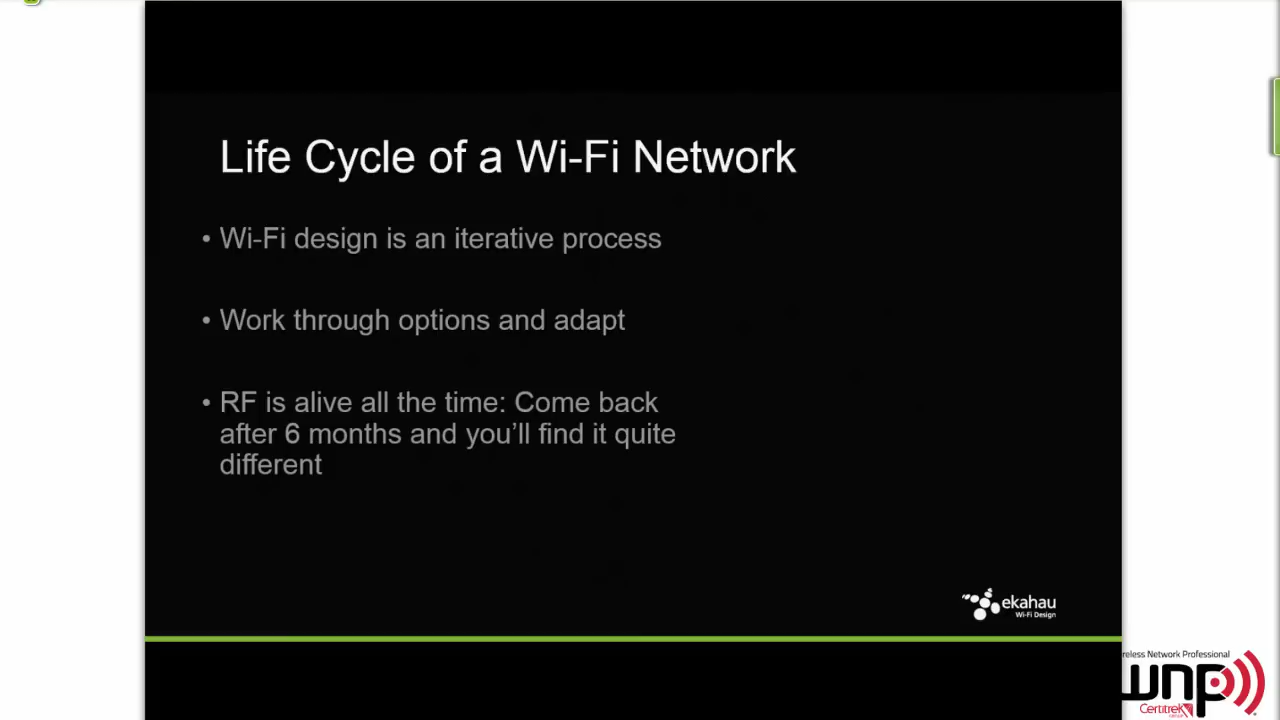 Life Cycle of a Wi-Fi Network
• Wi-Fi design is an iterative process
• Work through options and adapt
• RF is alive all the time: Come back
after 6 months and you’ll find it quite
different
ekahau
Wi-Fi Design
reless Network Professional
wnp
Certitrek